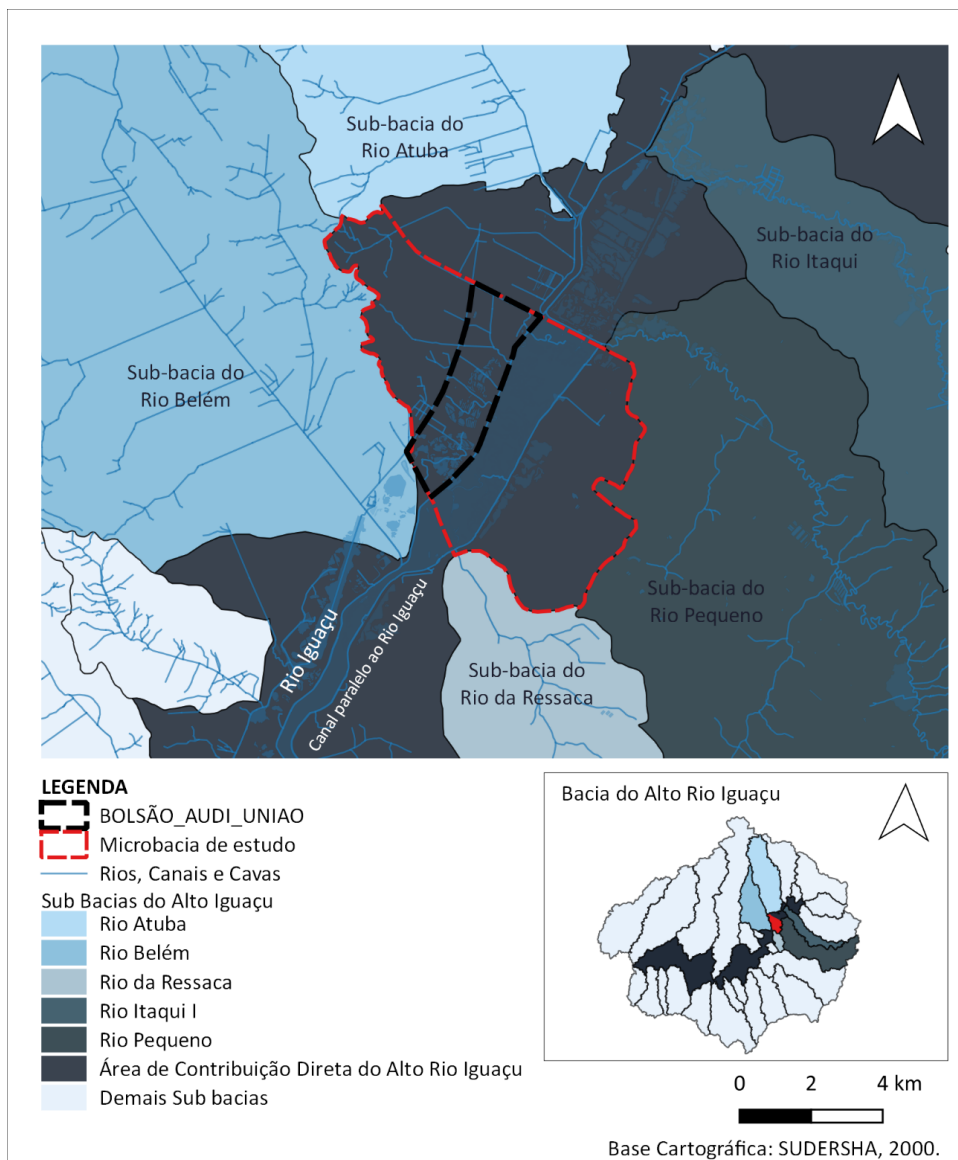 Sub-bacia do
Rio Atuba
Sub-bacia do
Rio Itaqui
Sub-bacia do
Rio Belém
Sub-bacia do
Rio Pequeno
Rio Iguaçu
Canal paralelo ao Rio Iguaçu
Sub-bacia do
Rio da Ressaca
LEGENDA
BOLSÃO_AUDI_UNIAO
Microbacia de estudo
Rios, Canais e Cavas
Sub Bacias do Alto Iguaçu
Rio Atuba
Rio Belém
Rio da Ressaca
Rio Itaqui I
Rio Pequeno
Área de Contribuição Direta do Alto Rio Iguaçu
Demais Sub bacias
Bacia do Alto Rio Iguaçu
0 2 4 km
Base Cartográfica: SUDERSHA, 2000.